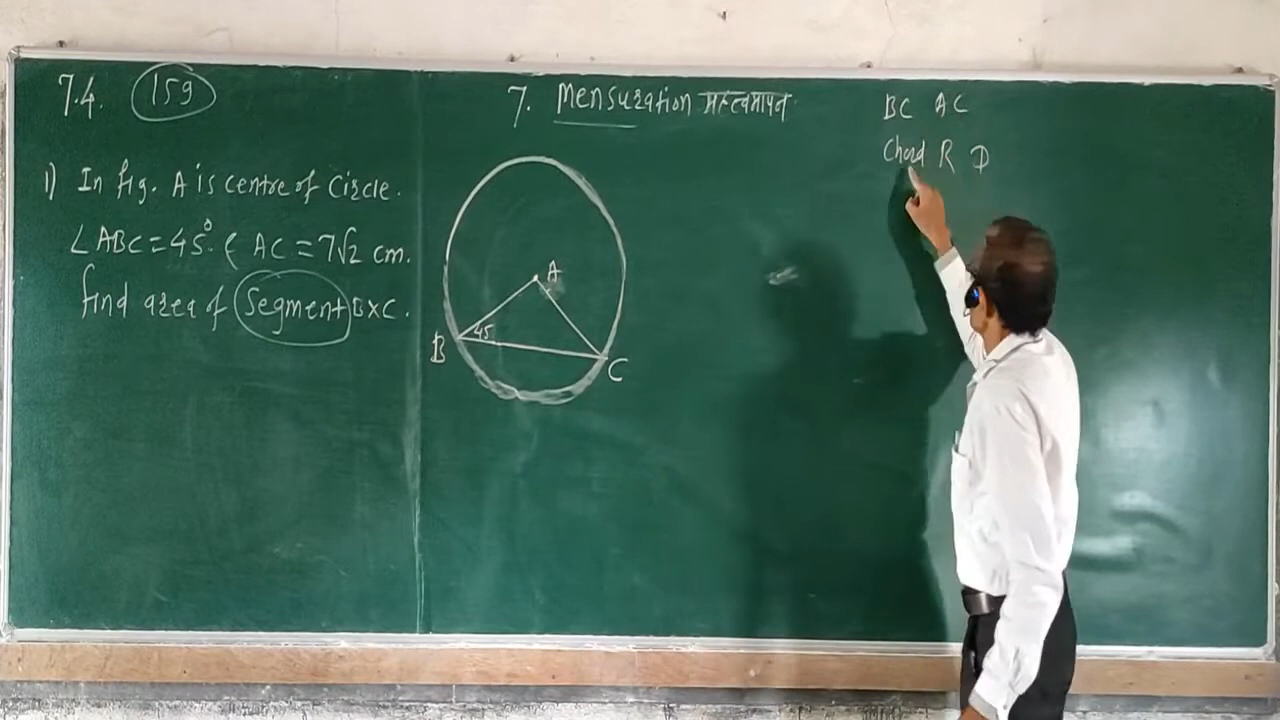 7.4. 159
7. Mensuration महत्वमापन
BC AC
Chord R D
1) In fig. A is centre of Circle.
∠ABC = 45° & AC = 7√2 cm.
find area of Segment BXC.
A
B 45
C